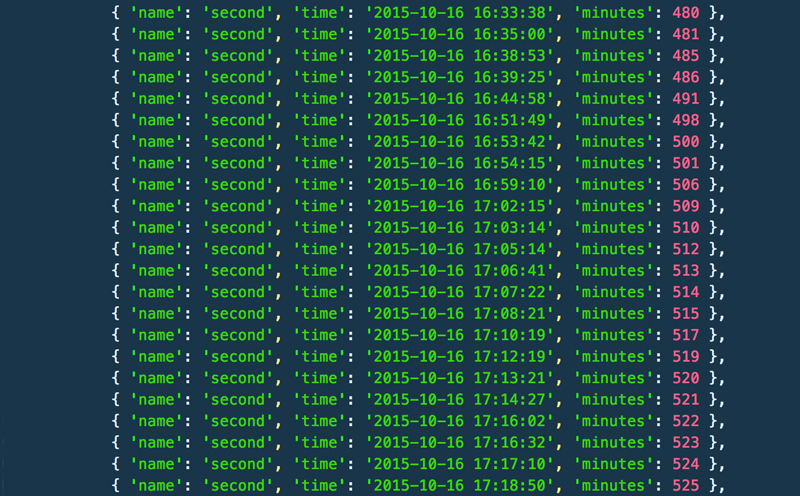 { 'name': 'second', 'time': '2015-10-16 16:33:38', 'minutes': 480 },
{ 'name': 'second', 'time': '2015-10-16 16:35:00', 'minutes': 481 },
{ 'name': 'second', 'time': '2015-10-16 16:38:53', 'minutes': 485 },
{ 'name': 'second', 'time': '2015-10-16 16:39:25', 'minutes': 486 },
{ 'name': 'second', 'time': '2015-10-16 16:44:58', 'minutes': 491 },
{ 'name': 'second', 'time': '2015-10-16 16:51:49', 'minutes': 498 },
{ 'name': 'second', 'time': '2015-10-16 16:53:42', 'minutes': 500 },
{ 'name': 'second', 'time': '2015-10-16 16:54:15', 'minutes': 501 },
{ 'name': 'second', 'time': '2015-10-16 16:59:10', 'minutes': 506 },
{ 'name': 'second', 'time': '2015-10-16 17:02:15', 'minutes': 509 },
{ 'name': 'second', 'time': '2015-10-16 17:03:14', 'minutes': 510 },
{ 'name': 'second', 'time': '2015-10-16 17:05:14', 'minutes': 512 },
{ 'name': 'second', 'time': '2015-10-16 17:06:41', 'minutes': 513 },
{ 'name': 'second', 'time': '2015-10-16 17:07:22', 'minutes': 514 },
{ 'name': 'second', 'time': '2015-10-16 17:08:21', 'minutes': 515 },
{ 'name': 'second', 'time': '2015-10-16 17:10:19', 'minutes': 517 },
{ 'name': 'second', 'time': '2015-10-16 17:12:19', 'minutes': 519 },
{ 'name': 'second', 'time': '2015-10-16 17:13:21', 'minutes': 520 },
{ 'name': 'second', 'time': '2015-10-16 17:14:27', 'minutes': 521 },
{ 'name': 'second', 'time': '2015-10-16 17:16:02', 'minutes': 522 },
{ 'name': 'second', 'time': '2015-10-16 17:16:32', 'minutes': 523 },
{ 'name': 'second', 'time': '2015-10-16 17:17:10', 'minutes': 524 },
{ 'name': 'second', 'time': '2015-10-16 17:18:50', 'minutes': 525 },